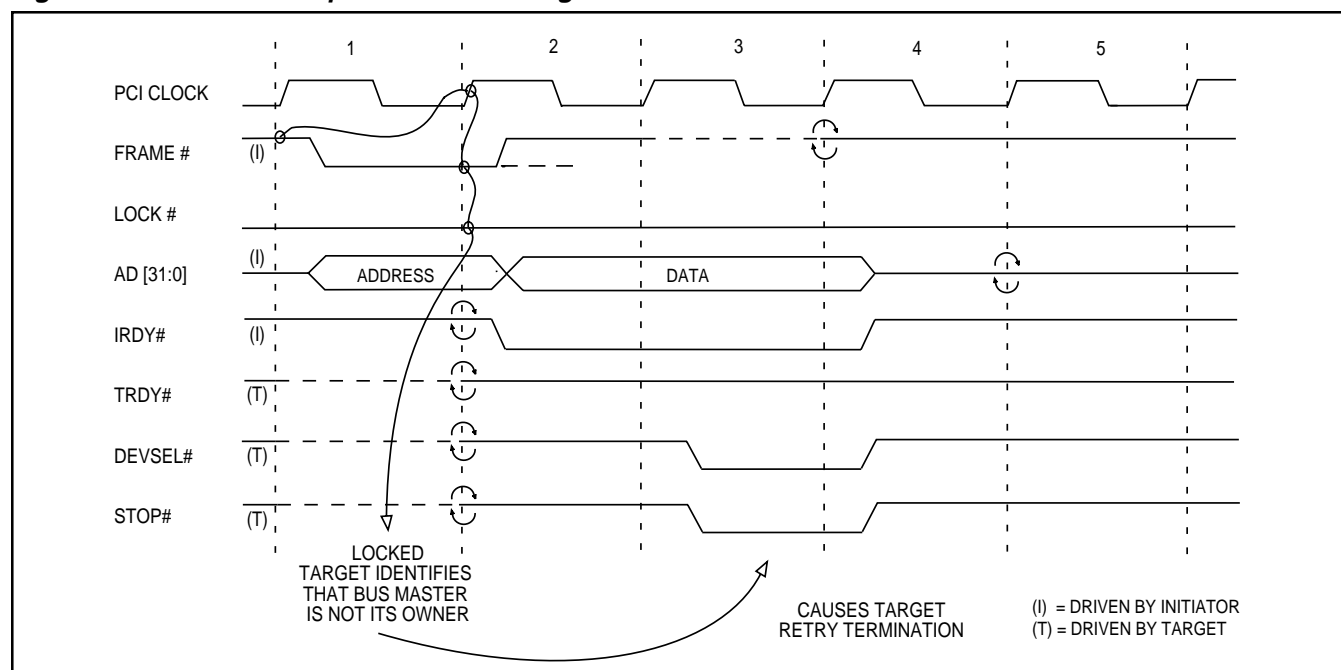 1 2 3 4 5
PCI CLOCK
FRAME # (I)
LOCK #
AD [31:0] (I) ADDRESS DATA
IRDY# (I)
TRDY# (T)
DEVSEL# (T)
STOP# (T)
LOCKED
TARGET IDENTIFIES
THAT BUS MASTER
IS NOT ITS OWNER
CAUSES TARGET
RETRY TERMINATION
(I) = DRIVEN BY INITIATOR
(T) = DRIVEN BY TARGET